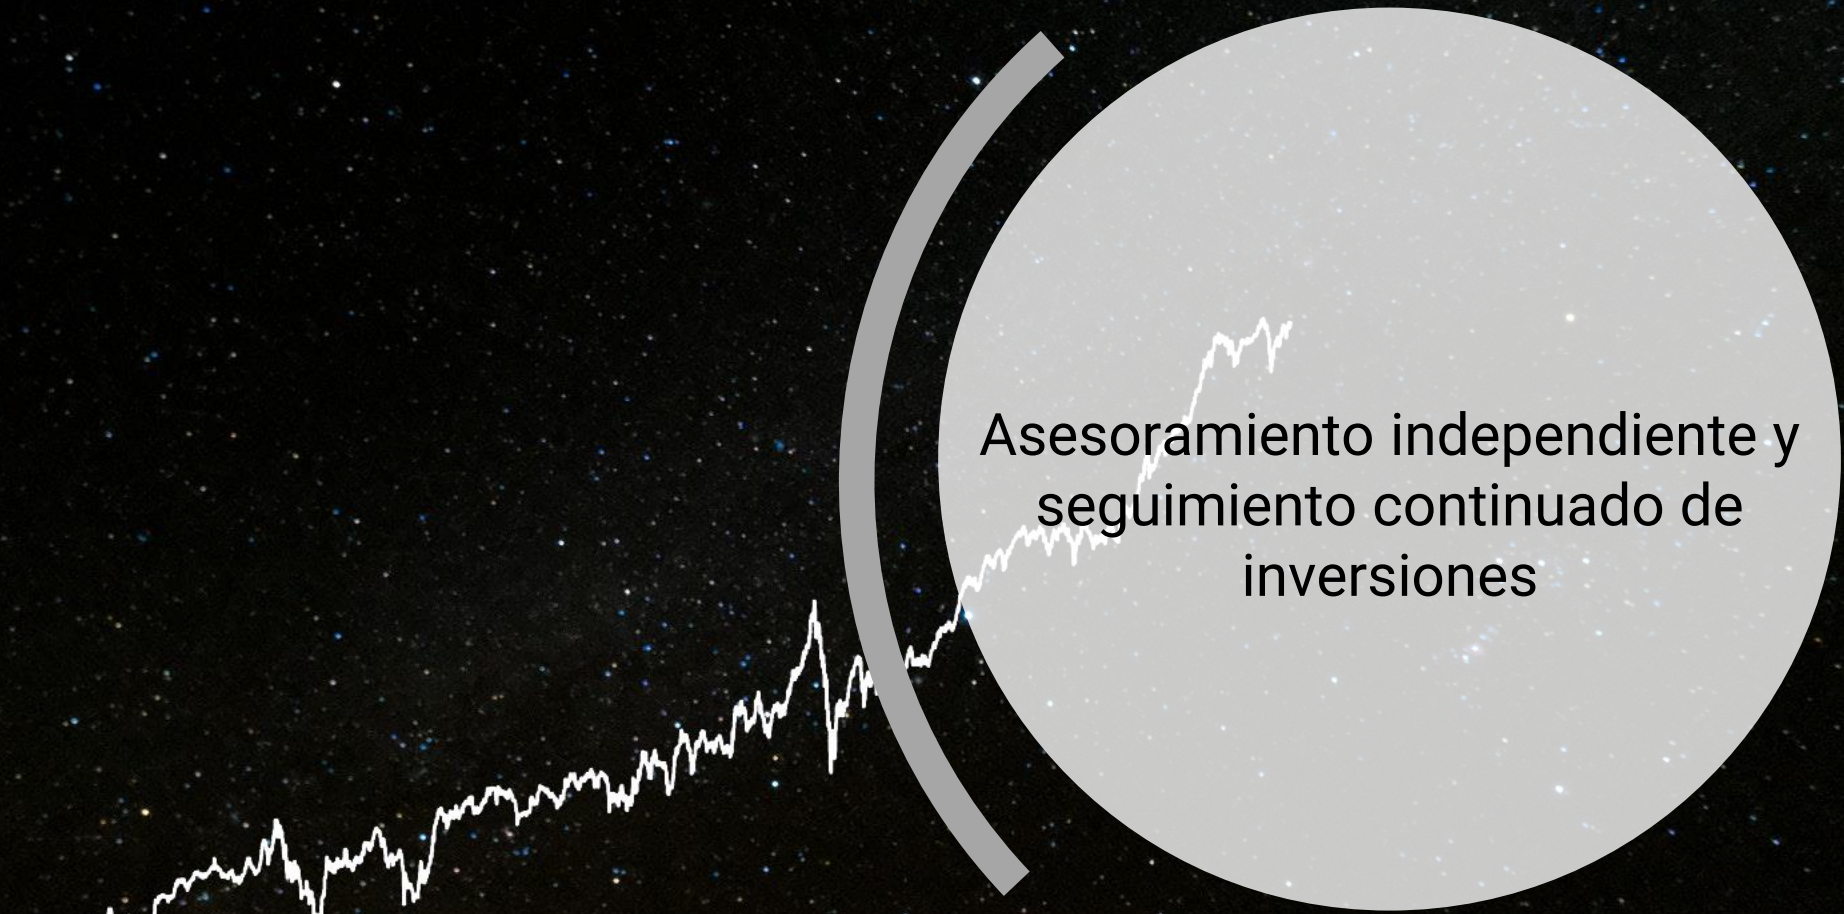 Asesoramiento independiente y
seguimiento continuado de
inversiones